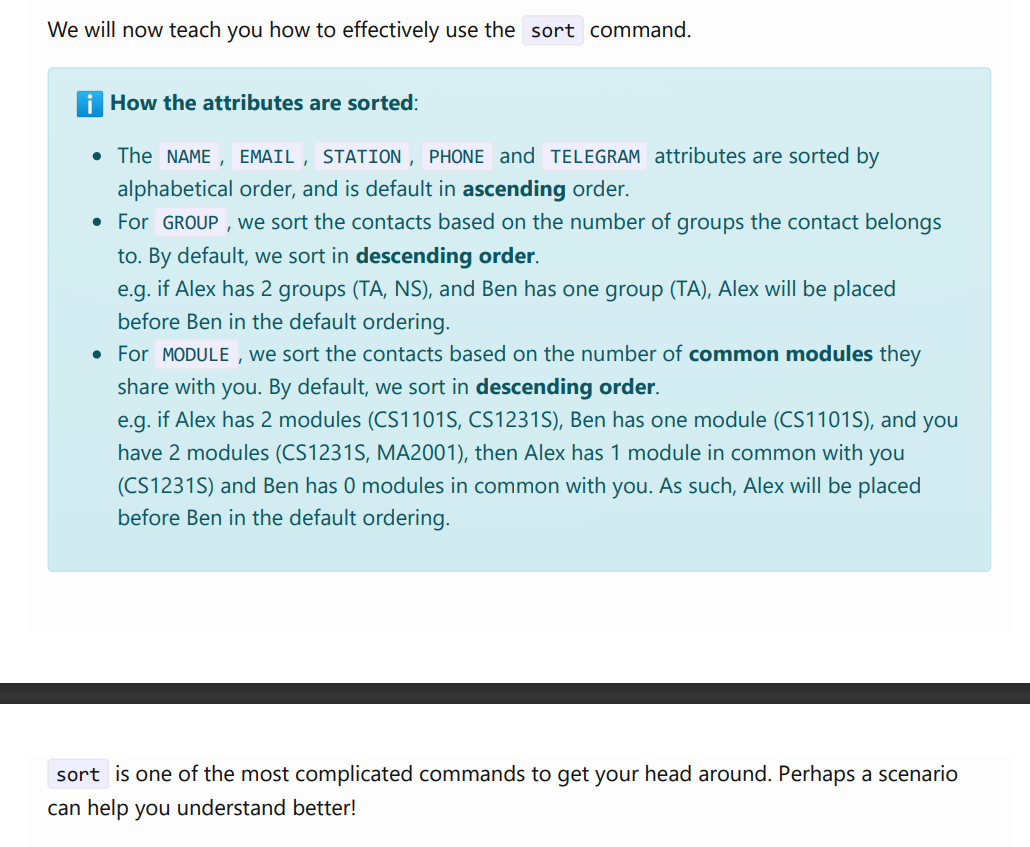 We will now teach you how to effectively use the sort command.
i How the attributes are sorted:
• The NAME, EMAIL, STATION, PHONE and TELEGRAM attributes are sorted by
alphabetical order, and is default in ascending order.
• For GROUP, we sort the contacts based on the number of groups the contact belongs
to. By default, we sort in descending order.
e.g. if Alex has 2 groups (TA, NS), and Ben has one group (TA), Alex will be placed
before Ben in the default ordering.
• For MODULE, we sort the contacts based on the number of common modules they
share with you. By default, we sort in descending order.
e.g. if Alex has 2 modules (CS1101S, CS1231S), Ben has one module (CS1101S), and you
have 2 modules (CS1231S, MA2001), then Alex has 1 module in common with you
(CS1231S) and Ben has 0 modules in common with you. As such, Alex will be placed
before Ben in the default ordering.
sort is one of the most complicated commands to get your head around. Perhaps a scenario
can help you understand better!